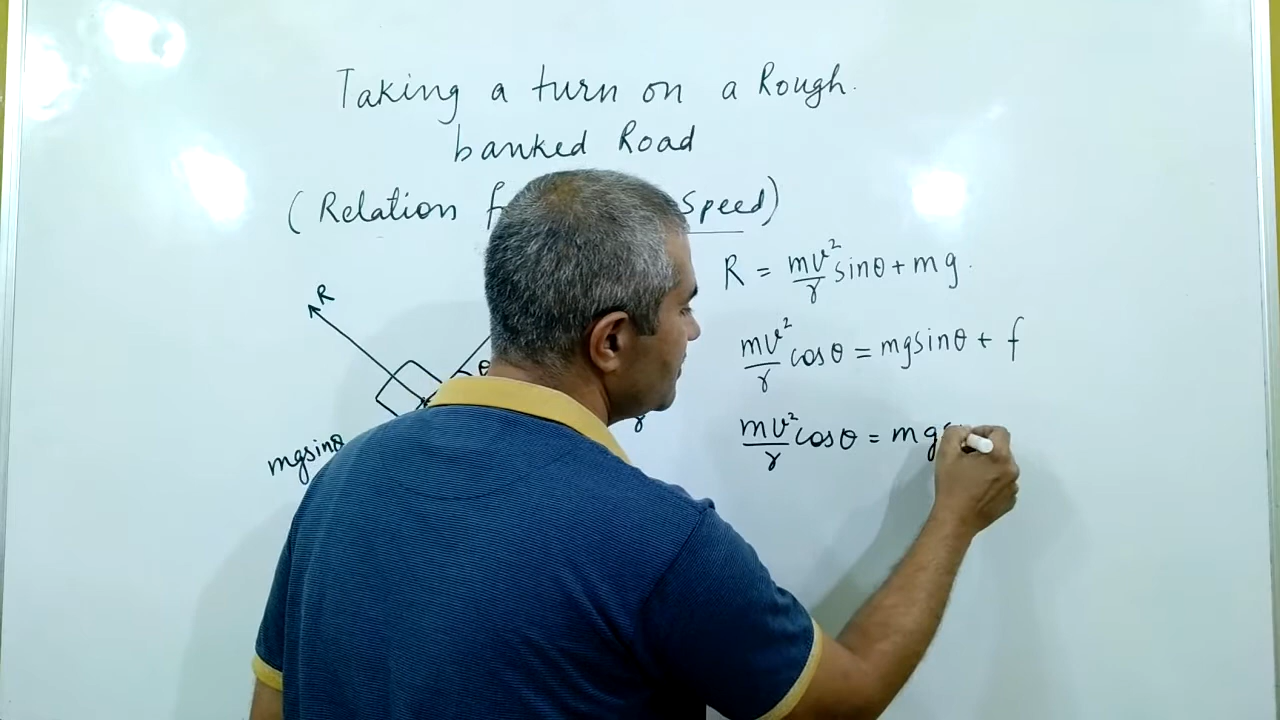 Taking a turn on a Rough.
banked Road
(Relation Speed)
R = mv²/r sinθ + mg.
mv²/r cosθ = mgsinθ + f
mv²/r cosθ = mg
R
θ
r
mgsinθ